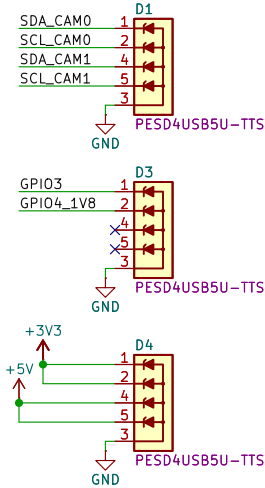 D1
SDA_CAM0 1
SCL_CAM0 2
SDA_CAM1 4
SCL_CAM1 5
3
PESD4USB5U-TTS
GND
D3
GPIO3 1
GPIO4_1V8 2
4
5
3
PESD4USB5U-TTS
GND
D4
+3V3
1
+5V
2
4
5
3
PESD4USB5U-TTS
GND